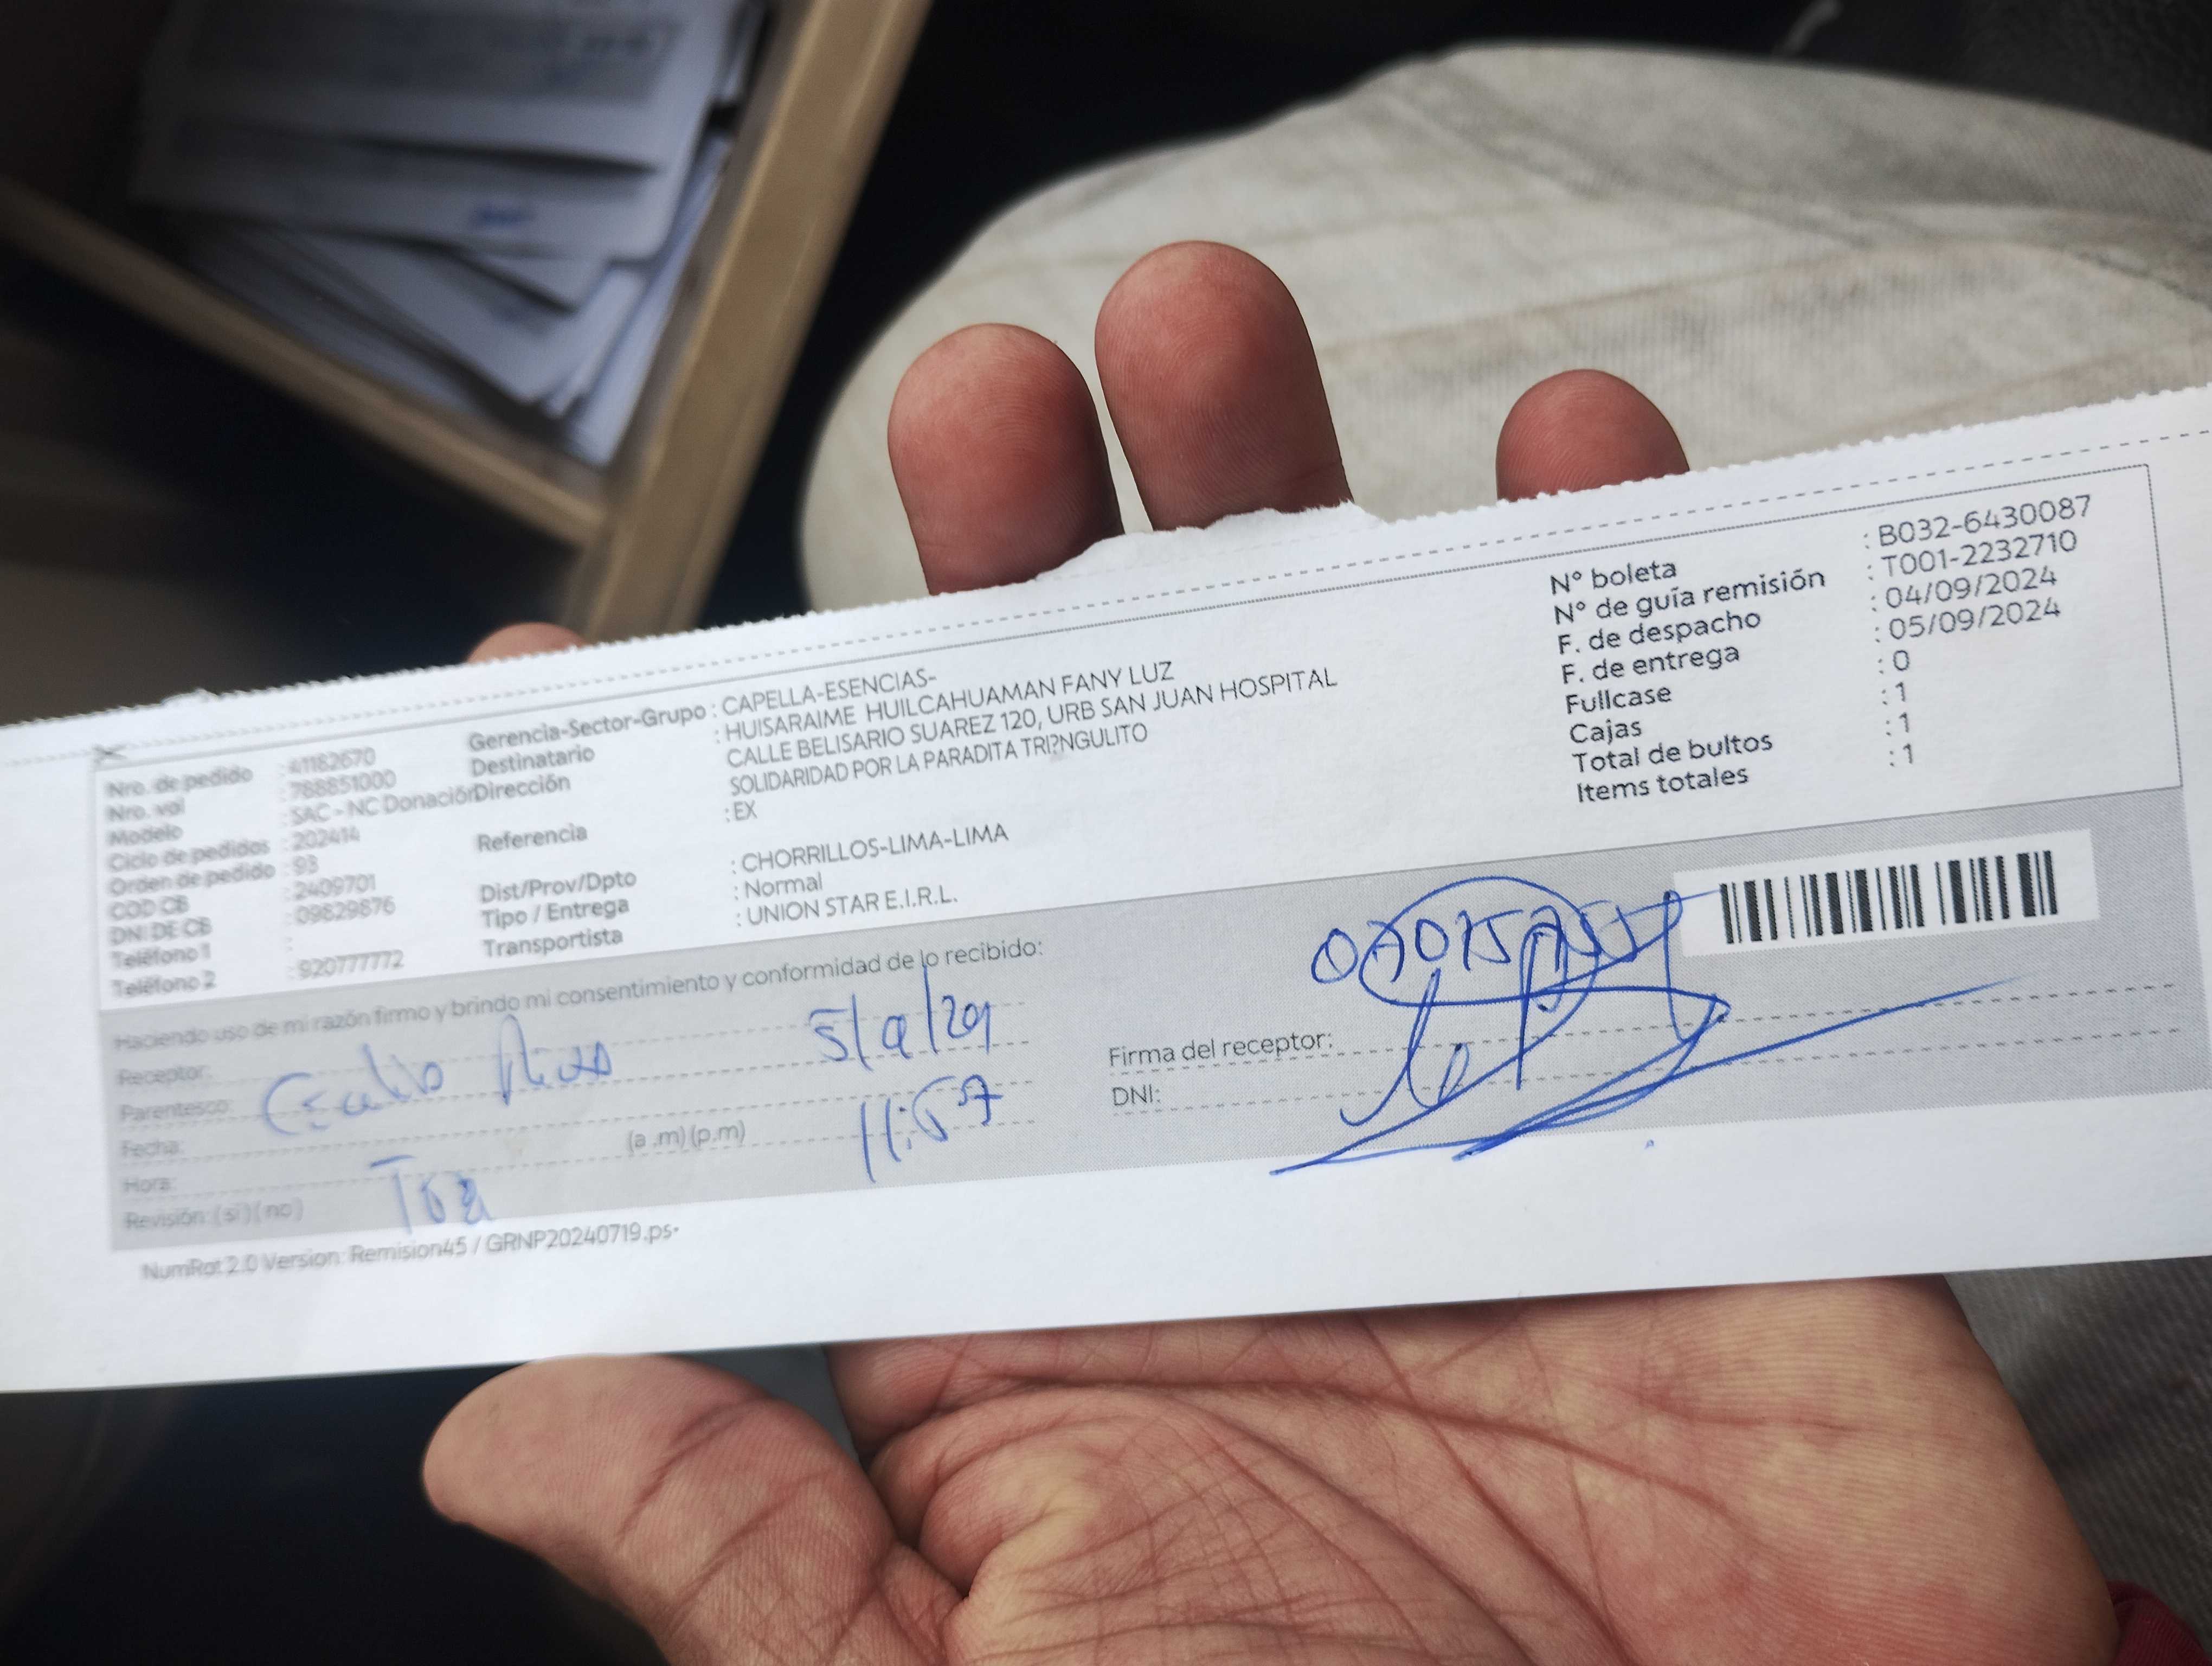 Nro. de pedido : 41182670
Nro. val : 788851000
Modelo : SAC - NC Donación
Ciclo de pedidos : 202414
Orden de pedido : 93
COD CB : 2409701
DNI DE CB : 09829876
Teléfono 1 :
Teléfono 2 : 920777772
Gerencia-Sector-Grupo : CAPELLA-ESENCIAS-
Destinatario : HUISARAIME HUILCAHUAMAN FANY LUZ
Dirección CALLE BELISARIO SUAREZ 120, URB SAN JUAN HOSPITAL
SOLIDARIDAD POR LA PARADITA TRI?NGULITO
Referencia : EX
Dist/Prov/Dpto : CHORRILLOS-LIMA-LIMA
Tipo / Entrega : Normal
Transportista : UNION STAR E.I.R.L.
N° boleta : B032-6430087
N° de guía remisión : T001-2232710
F. de despacho : 04/09/2024
F. de entrega : 05/09/2024
Fullcase : 0
Cajas : 1
Total de bultos : 1
Items totales : 1
Haciendo uso de mi razón firmo y brindo mi consentimiento y conformidad de lo recibido:
Receptor:
Parentesco:
Fecha:
Hora: (a .m) (p.m)
Revisión: (si) (no)
11:57
Firma del receptor:
DNI:
NumRot 2.0 Version: Remision45 / GRNP20240719.ps-